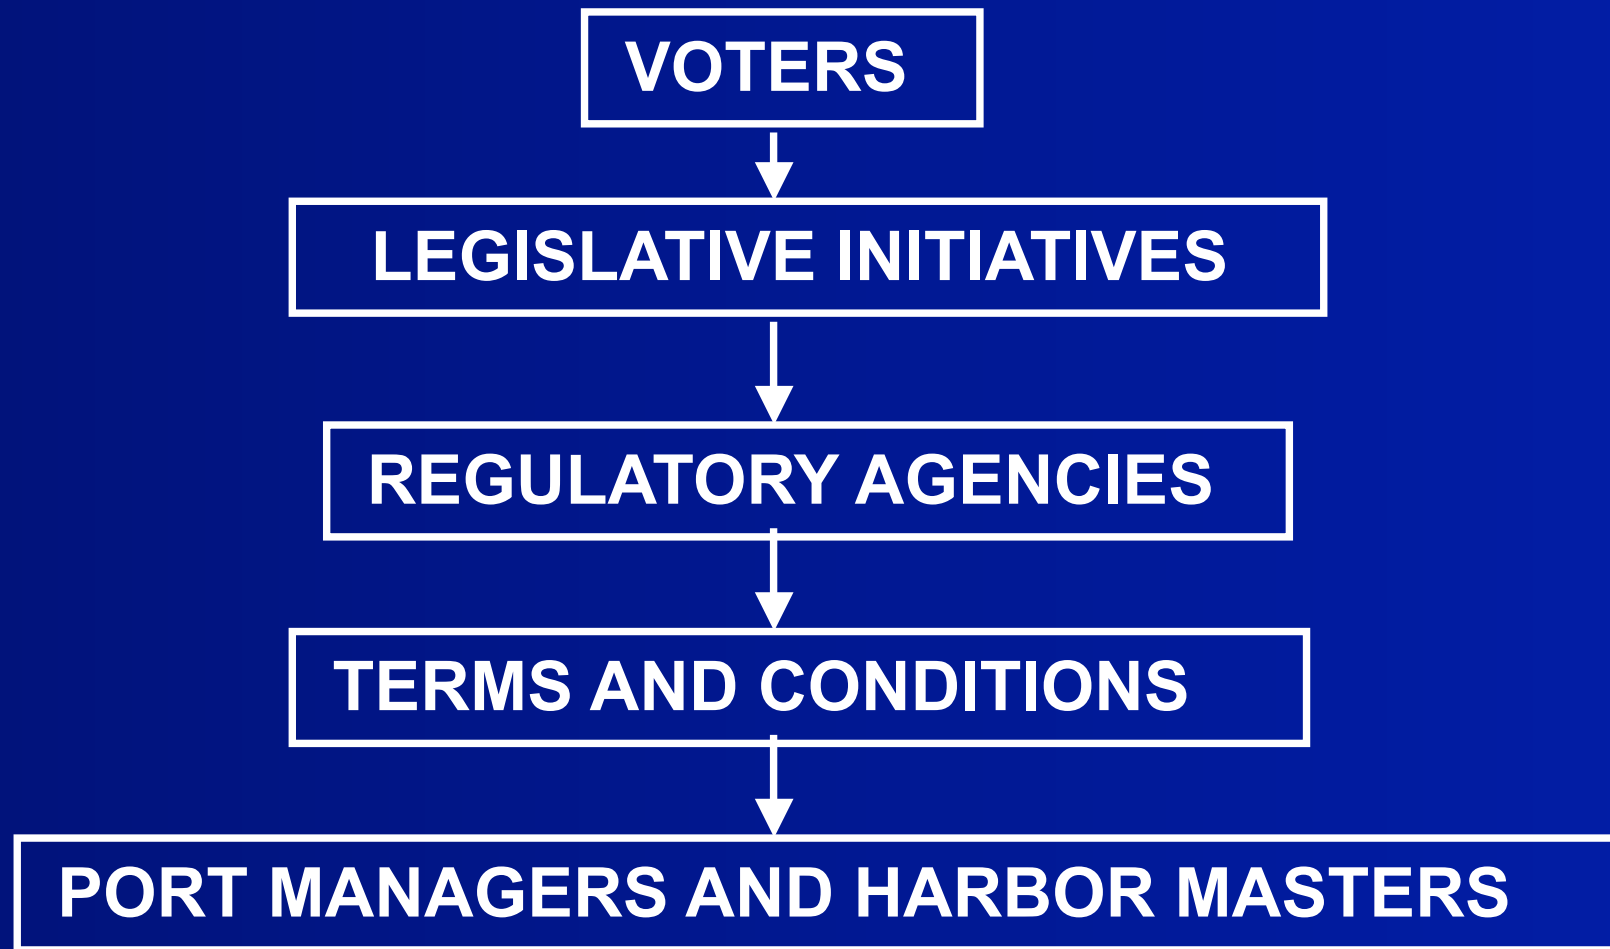 VOTERS
LEGISLATIVE INITIATIVES
REGULATORY AGENCIES
TERMS AND CONDITIONS
PORT MANAGERS AND HARBOR MASTERS